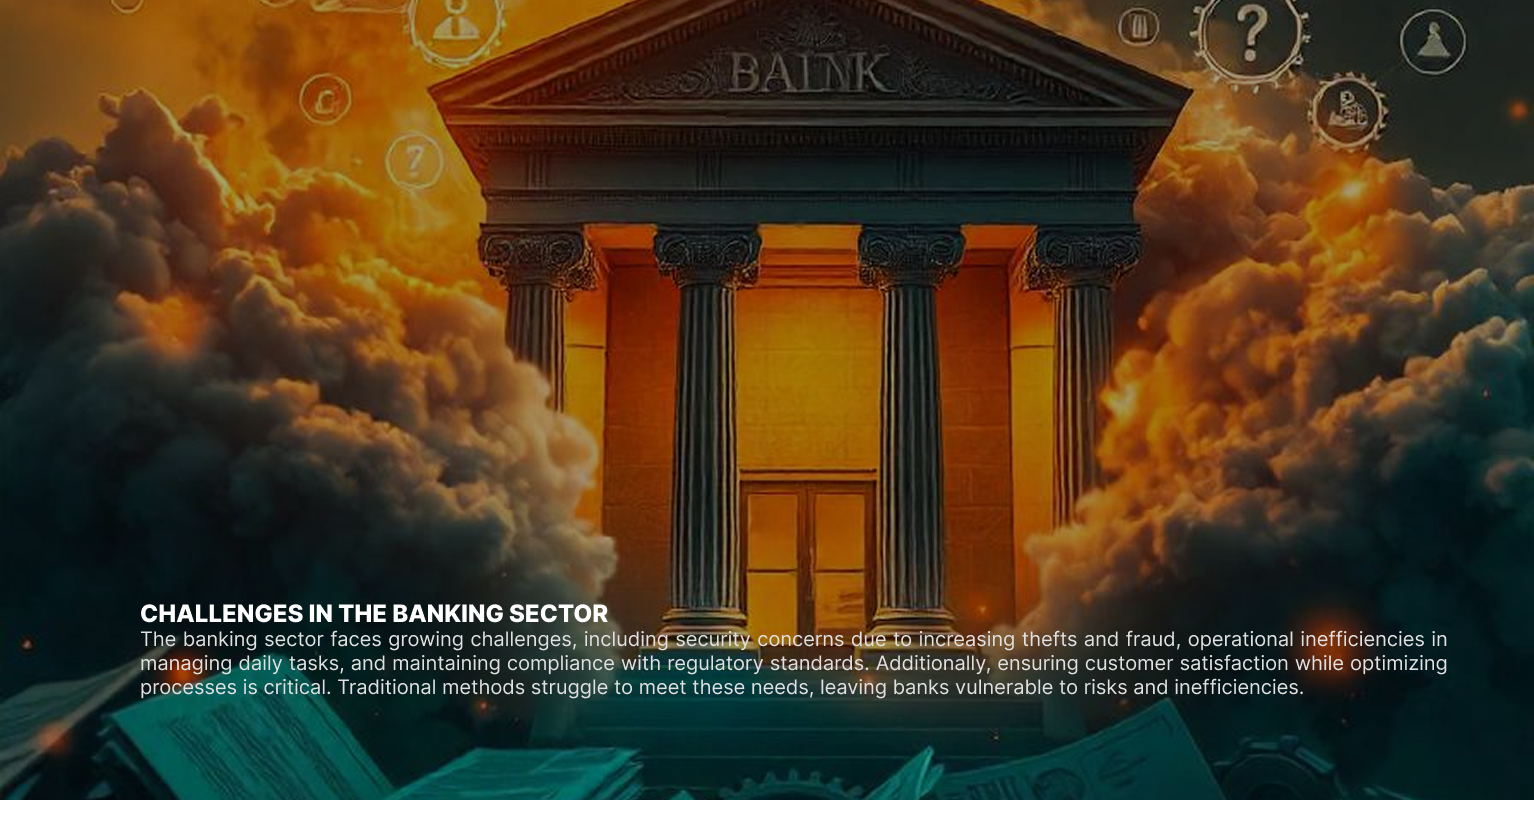 BAINK
CHALLENGES IN THE BANKING SECTOR
The banking sector faces growing challenges, including security concerns due to increasing thefts and fraud, operational inefficiencies in
managing daily tasks, and maintaining compliance with regulatory standards. Additionally, ensuring customer satisfaction while optimizing
processes is critical. Traditional methods struggle to meet these needs, leaving banks vulnerable to risks and inefficiencies.